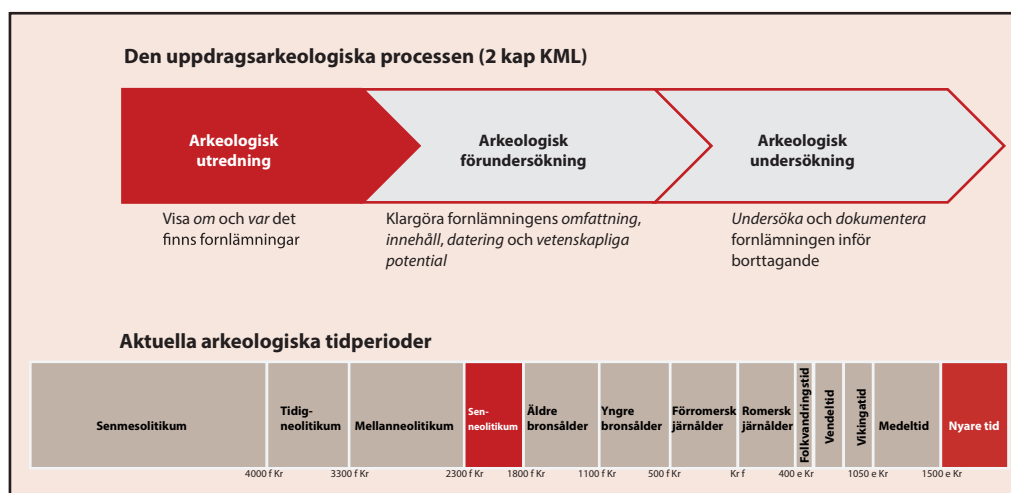 Den uppdragsarkeologiska processen (2 kap KML)
Arkeologisk
utredning
Arkeologisk
förundersökning
Arkeologisk
undersökning
Visa om och var det
finns fornlämningar
Klargöra fornlämningens omfattning,
innehåll, datering och vetenskapliga
potential
Undersöka och dokumentera
fornlämningen inför
borttagande
Aktuella arkeologiska tidperioder
Senmesolitikum
Tidig-
neolitikum
Mellanneolitikum
Sen-
neolitikum
Äldre
bronsålder
Yngre
bronsålder
Förromersk
järnålder
Romersk
järnålder
Folkvandringstid
Vendeltid
Vikingatid
Medeltid
Nyare tid
4000 f Kr
3300 f Kr
2300 f Kr
1800 f Kr
1100 f Kr
500 f Kr
Kr f
400 e Kr
1050 e Kr
1500 e Kr